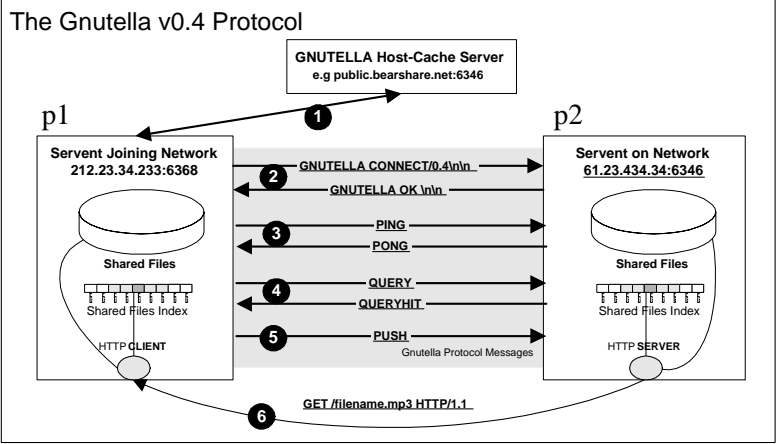 The Gnutella v0.4 Protocol
GNUTELLA Host-Cache Server
e.g public.bearshare.net:6346
1
p1
p2
Servent Joining Network
212.23.34.233:6368
Servent on Network
61.23.434.34:6346
2
GNUTELLA CONNECT/0.4\n\n
GNUTELLA OK \n\n
3
PING
PONG
Shared Files
Shared Files
4
QUERY
QUERYHIT
Shared Files Index
Shared Files Index
5
PUSH
Gnutella Protocol Messages
HTTP CLIENT
HTTP SERVER
6
GET /filename.mp3 HTTP/1.1